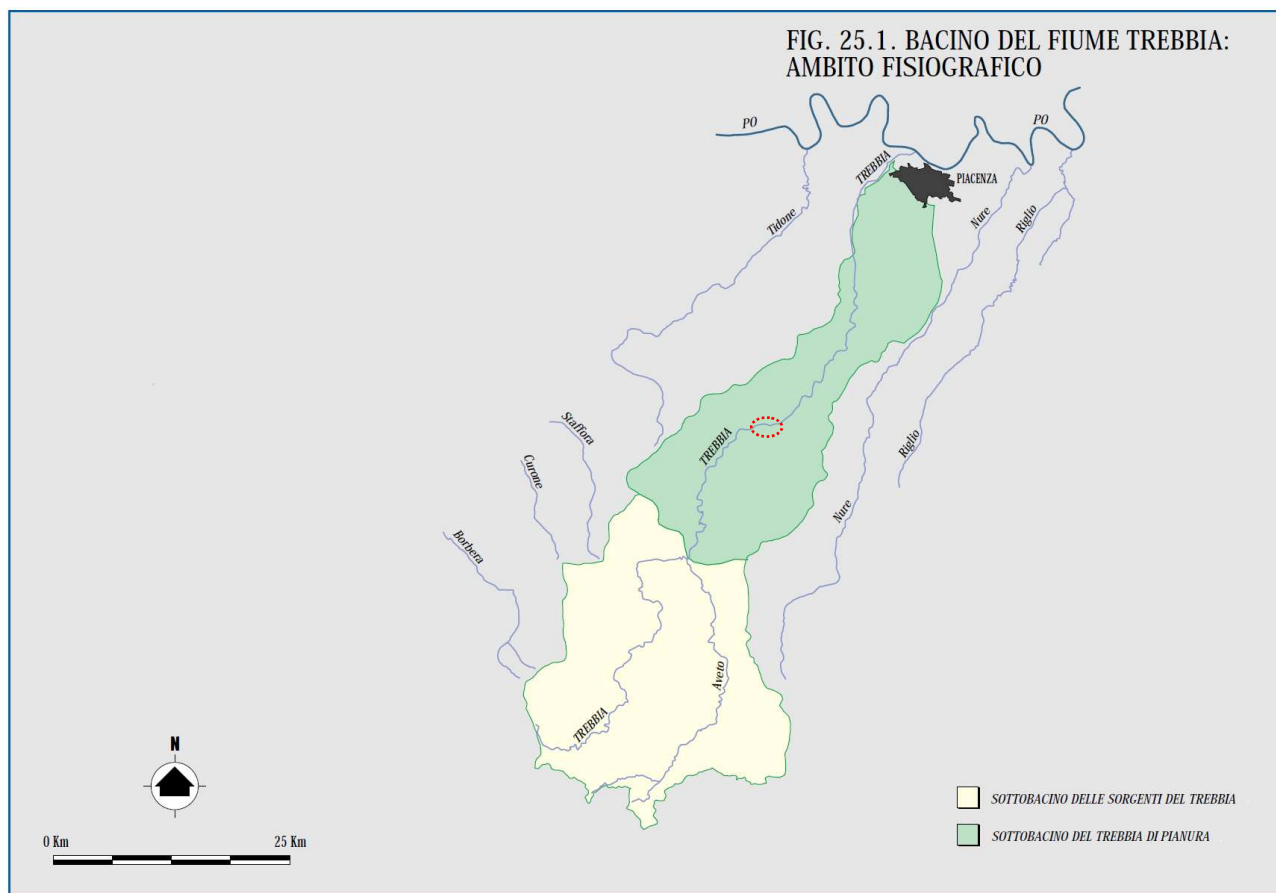 FIG. 25.1. BACINO DEL FIUME TREBBIA:
AMBITO FISIOGRAFICO
PO
PO
TREBBIA
PIACENZA
Tidone
Nure
Riglio
Staffora
TREBBIA
Curone
Riglio
Nure
Borbera
Aveto
TREBBIA
N
0 Km 25 Km
SOTTOBACINO DELLE SORGENTI DEL TREBBIA
SOTTOBACINO DEL TREBBIA DI PIANURA